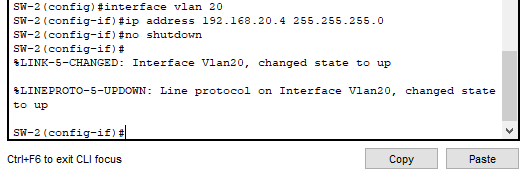 SW-2(config)#interface vlan 20
SW-2(config-if)#ip address 192.168.20.4 255.255.255.0
SW-2(config-if)#no shutdown
SW-2(config-if)#
%LINK-5-CHANGED: Interface Vlan20, changed state to up
%LINEPROTO-5-UPDOWN: Line protocol on Interface Vlan20, changed state
to up
SW-2(config-if)#
Ctrl+F6 to exit CLI focus
Copy
Paste